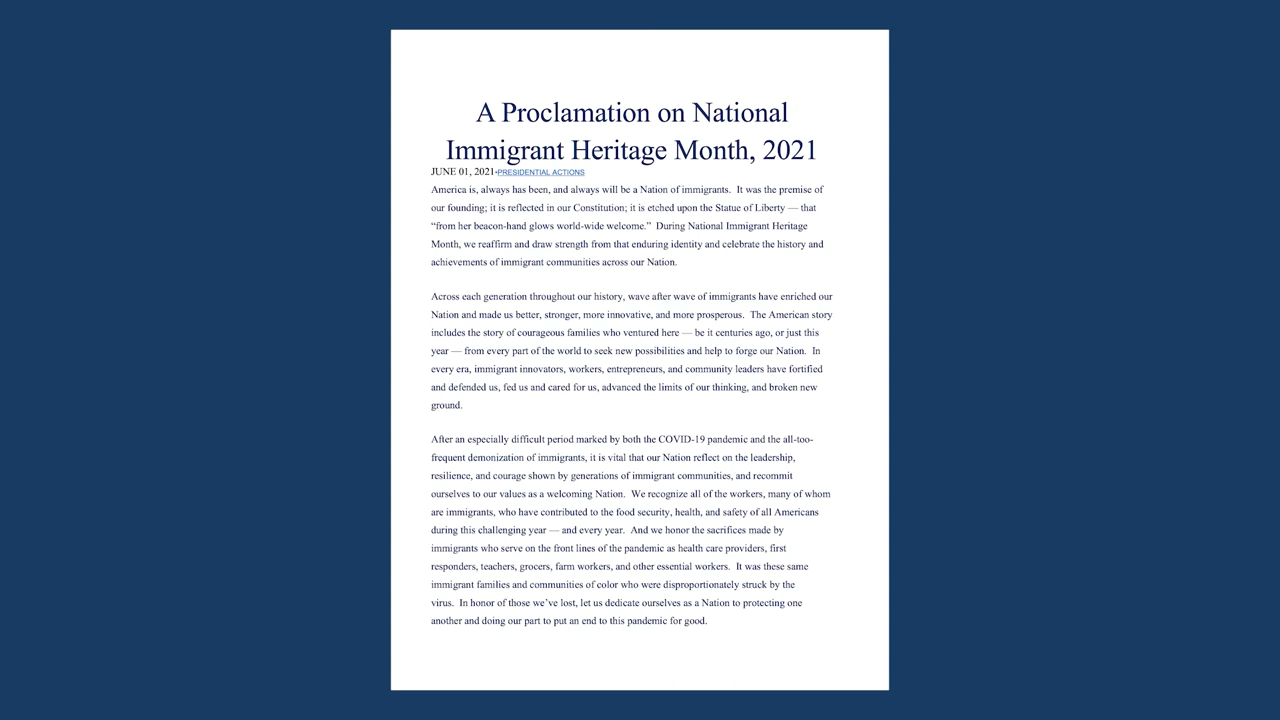 A Proclamation on National
Immigrant Heritage Month, 2021
JUNE 01, 2021•PRESIDENTIAL ACTIONS
America is, always has been, and always will be a Nation of immigrants.  It was the premise of
our founding; it is reflected in our Constitution; it is etched upon the Statue of Liberty — that
“from her beacon-hand glows world-wide welcome.”  During National Immigrant Heritage
Month, we reaffirm and draw strength from that enduring identity and celebrate the history and
achievements of immigrant communities across our Nation.
Across each generation throughout our history, wave after wave of immigrants have enriched our
Nation and made us better, stronger, more innovative, and more prosperous.  The American story
includes the story of courageous families who ventured here — be it centuries ago, or just this
year — from every part of the world to seek new possibilities and help to forge our Nation.  In
every era, immigrant innovators, workers, entrepreneurs, and community leaders have fortified
and defended us, fed us and cared for us, advanced the limits of our thinking, and broken new
ground.
After an especially difficult period marked by both the COVID-19 pandemic and the all-too-
frequent demonization of immigrants, it is vital that our Nation reflect on the leadership,
resilience, and courage shown by generations of immigrant communities, and recommit
ourselves to our values as a welcoming Nation.  We recognize all of the workers, many of whom
are immigrants, who have contributed to the food security, health, and safety of all Americans
during this challenging year — and every year.  And we honor the sacrifices made by
immigrants who serve on the front lines of the pandemic as health care providers, first
responders, teachers, grocers, farm workers, and other essential workers.  It was these same
immigrant families and communities of color who were disproportionately struck by the
virus.  In honor of those we’ve lost, let us dedicate ourselves as a Nation to protecting one
another and doing our part to put an end to this pandemic for good.